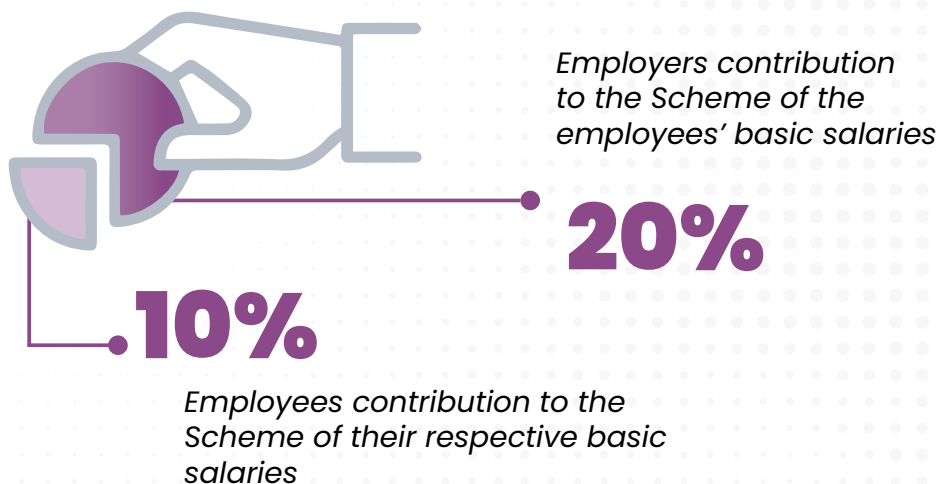 Employers contribution
to the Scheme of the
employees’ basic salaries
20%
10%
Employees contribution to the
Scheme of their respective basic
salaries